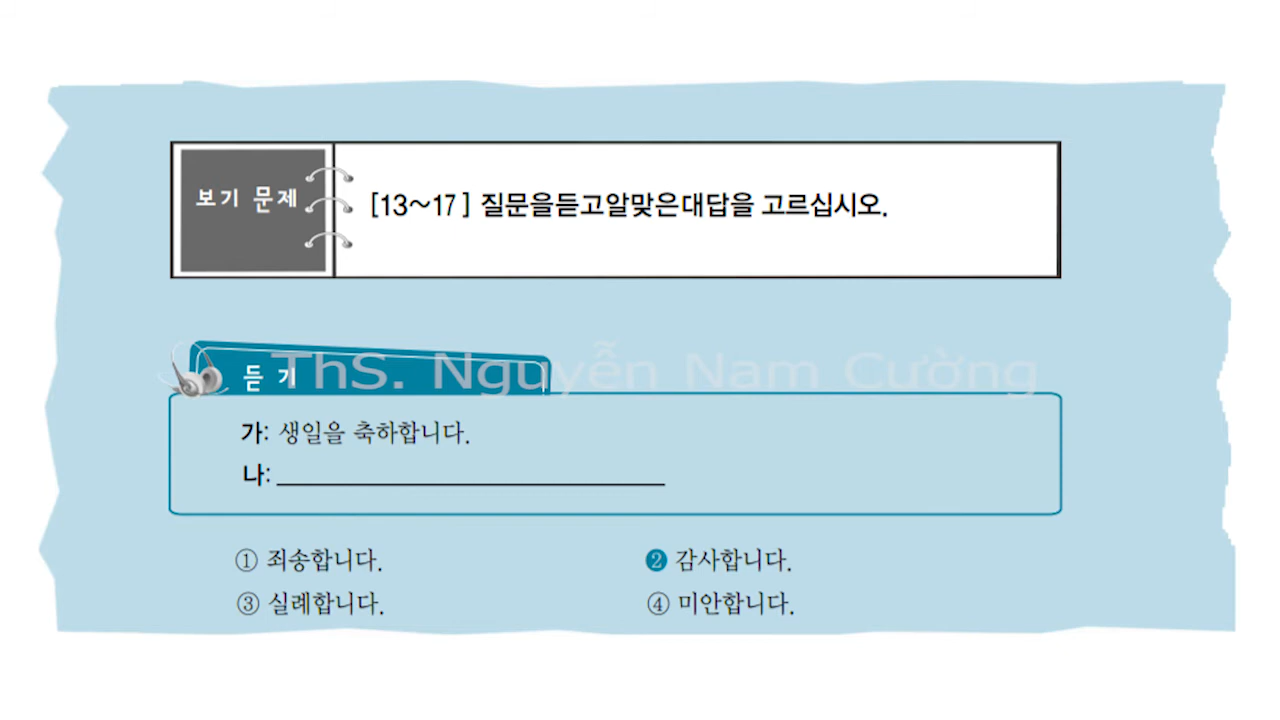 보기 문제
[13~17] 질문을듣고알맞은대답을 고르십시오.
듣기
ThS. Nguyễn Nam Cường
가: 생일을 축하합니다.
나:
① 죄송합니다.
❷ 감사합니다.
③ 실례합니다.
④ 미안합니다.